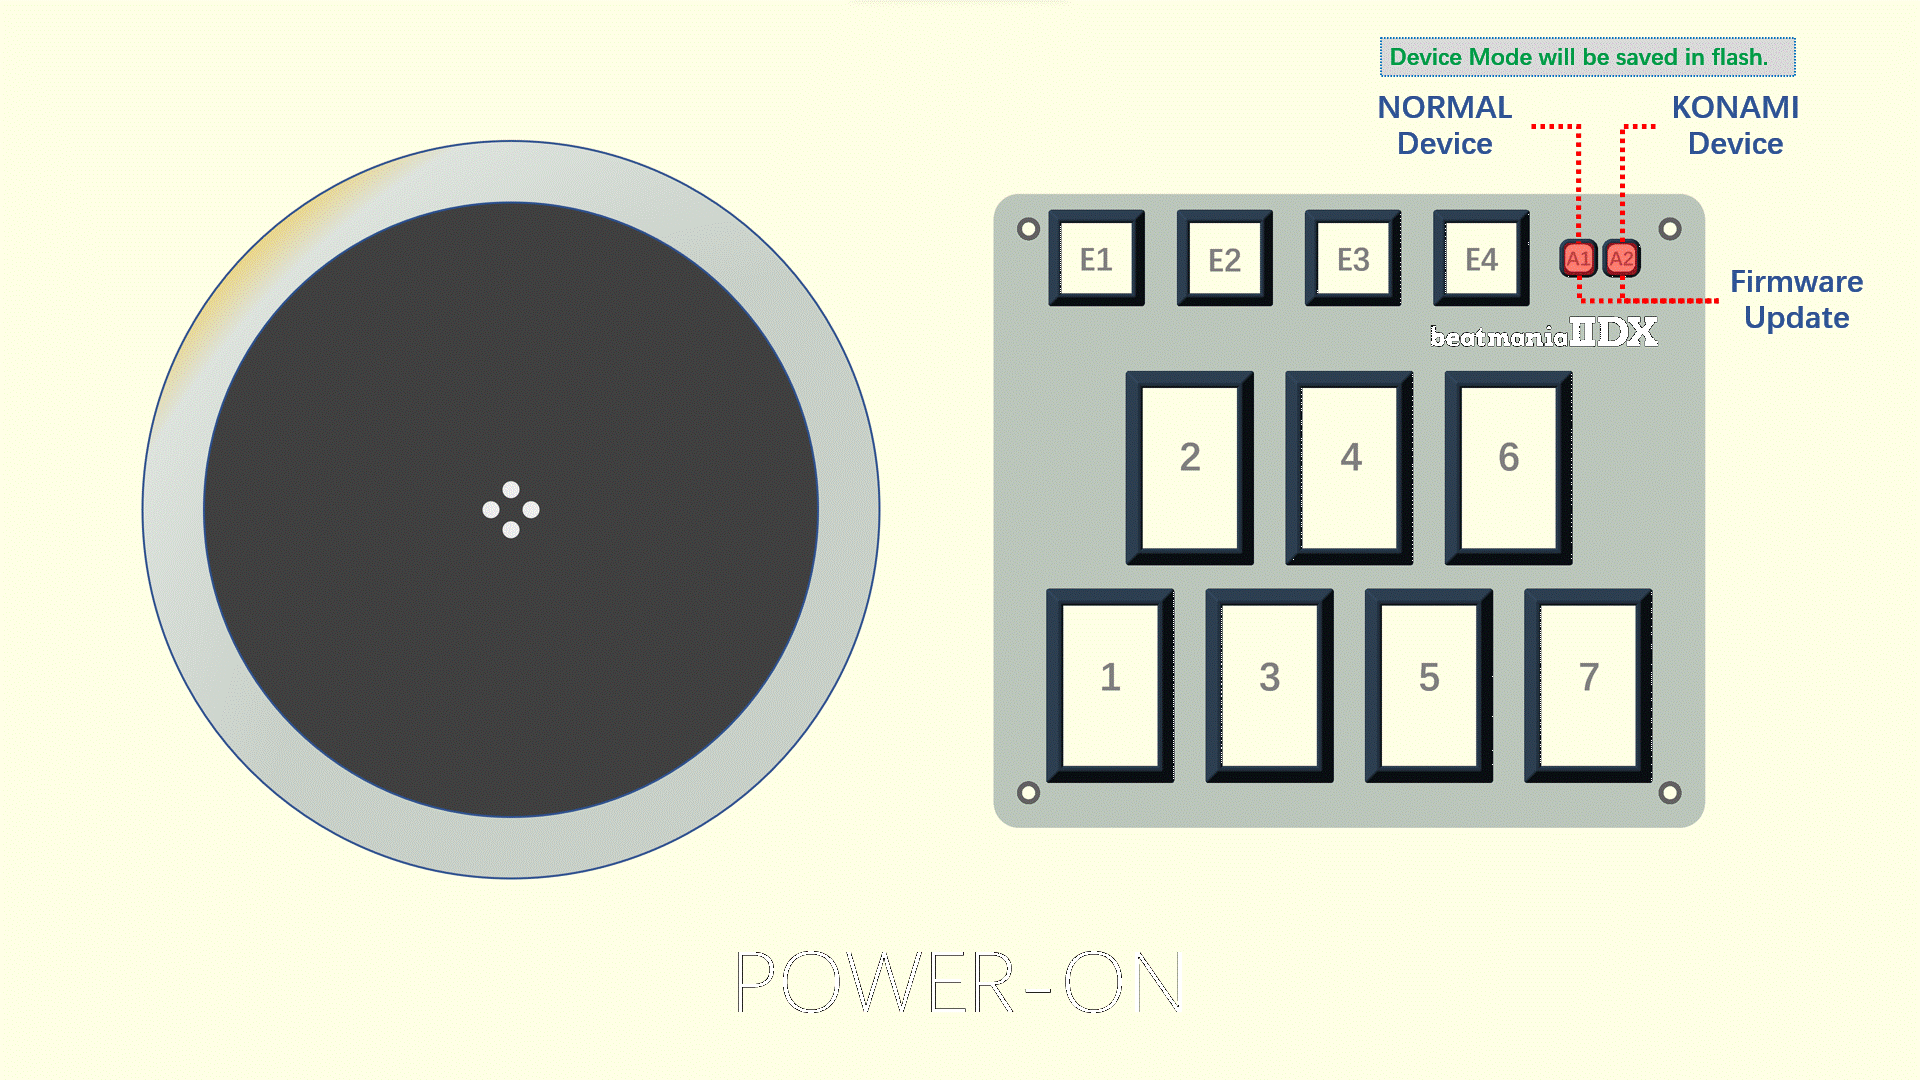 Device Mode will be saved in flash.
NORMAL
Device
KONAMI
Device
E1
E2
E3
E4
A1
A2
Firmware
Update
beatmania IIDX
2
4
6
1
3
5
7
POWER-ON